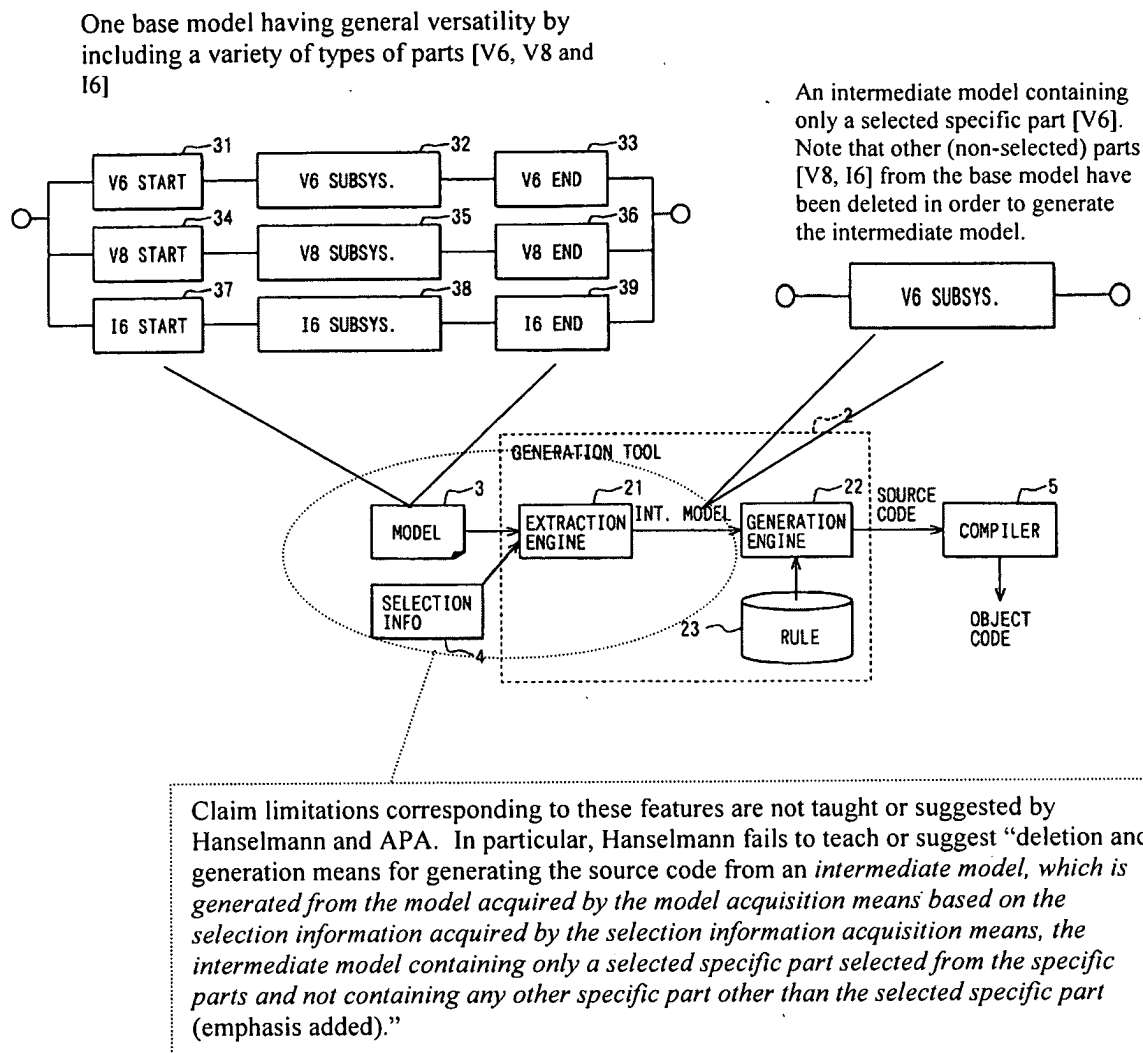 One base model having general versatility by
including a variety of types of parts [V6, V8 and
I6]
An intermediate model containing
only a selected specific part [V6].
Note that other (non-selected) parts
[V8, I6] from the base model have
been deleted in order to generate
the intermediate model.
31
32
33
V6 START
V6 SUBSYS.
V6 END
34
35
36
V8 START
V8 SUBSYS.
V8 END
37
38
39
I6 START
I6 SUBSYS.
I6 END
V6 SUBSYS.
2
GENERATION TOOL
3
21
22
5
MODEL
EXTRACTION
ENGINE
INT. MODEL
GENERATION
ENGINE
SOURCE
CODE
COMPILER
SELECTION
INFO
4
23
RULE
OBJECT
CODE
Claim limitations corresponding to these features are not taught or suggested by
Hanselmann and APA. In particular, Hanselmann fails to teach or suggest “deletion and
generation means for generating the source code from an intermediate model, which is
generated from the model acquired by the model acquisition means based on the
selection information acquired by the selection information acquisition means, the
intermediate model containing only a selected specific part selected from the specific
parts and not containing any other specific part other than the selected specific part
(emphasis added).”